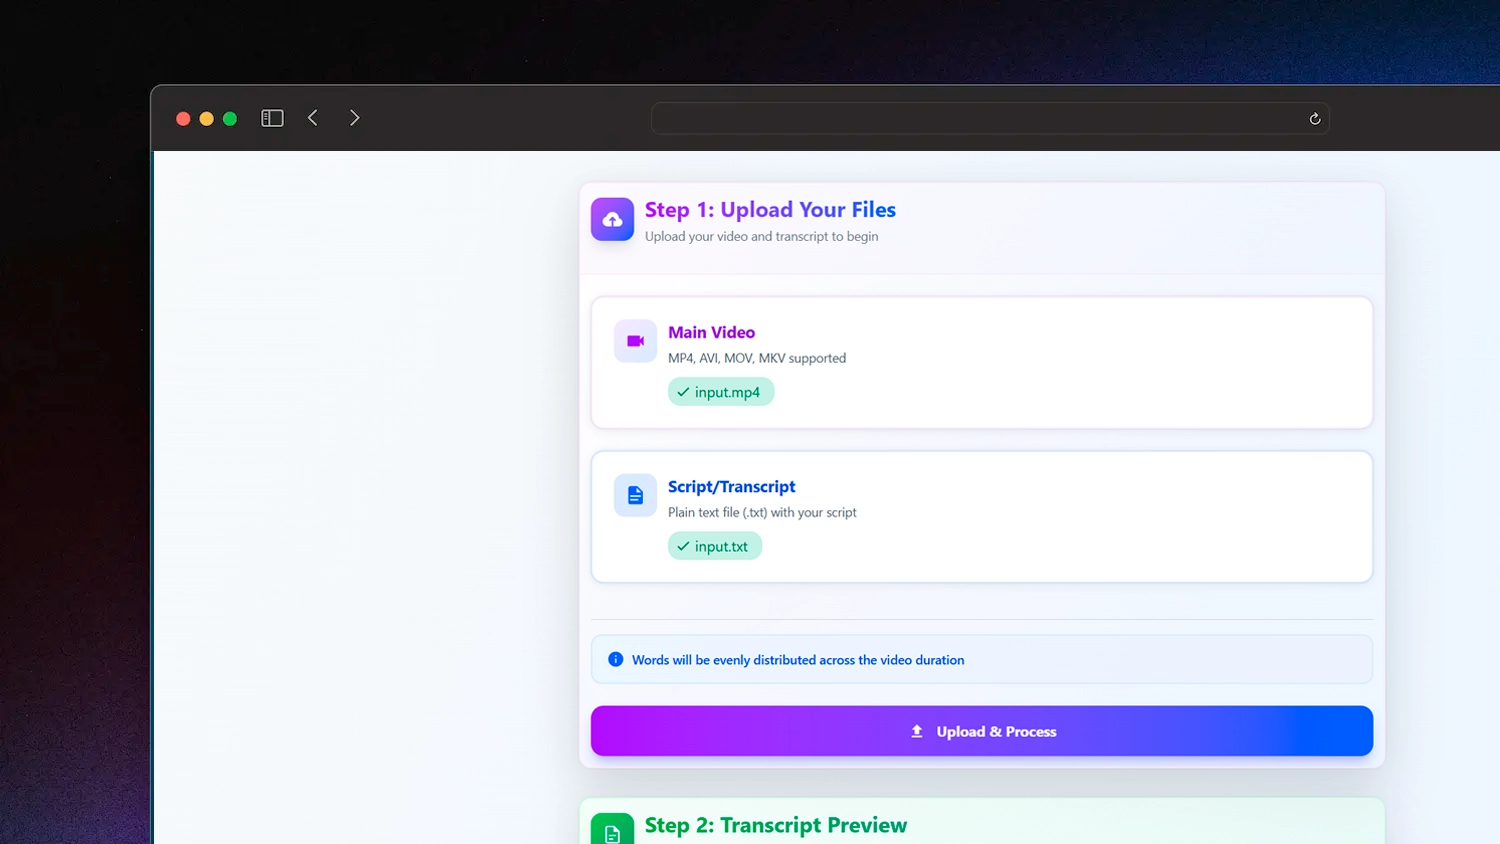 Step 1: Upload Your Files
Upload your video and transcript to begin
Main Video
MP4, AVI, MOV, MKV supported
input.mp4
Script/Transcript
Plain text file (.txt) with your script
input.txt
Words will be evenly distributed across the video duration
Upload & Process
Step 2: Transcript Preview